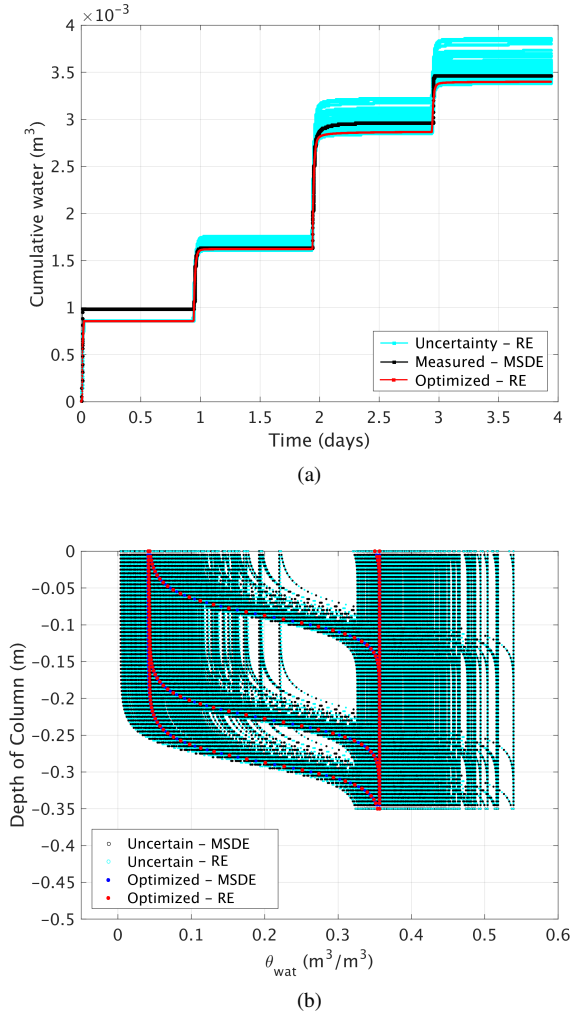 ×10⁻³
4
3.5
3
2.5
2
1.5
1
0.5
0
Cumulative water (m³)
Uncertainty – RE
Measured – MSDE
Optimized – RE
0 0.5 1 1.5 2 2.5 3 3.5 4
Time (days)
(a)
0
−0.05
−0.1
−0.15
−0.2
−0.25
−0.3
−0.35
−0.4
−0.45
−0.5
Depth of Column (m)
Uncertain – MSDE
Uncertain – RE
Optimized – MSDE
Optimized – RE
0 0.1 0.2 0.3 0.4 0.5 0.6
θwat (m³/m³)
(b)